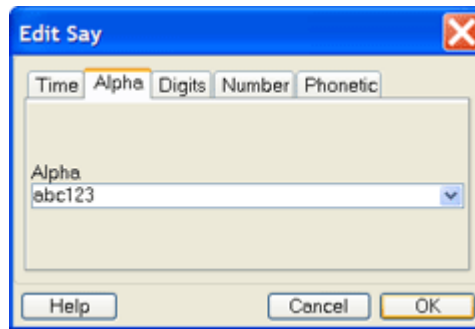 Edit Say
Time Alpha Digits Number Phonetic
Alpha
abc123
Help Cancel OK